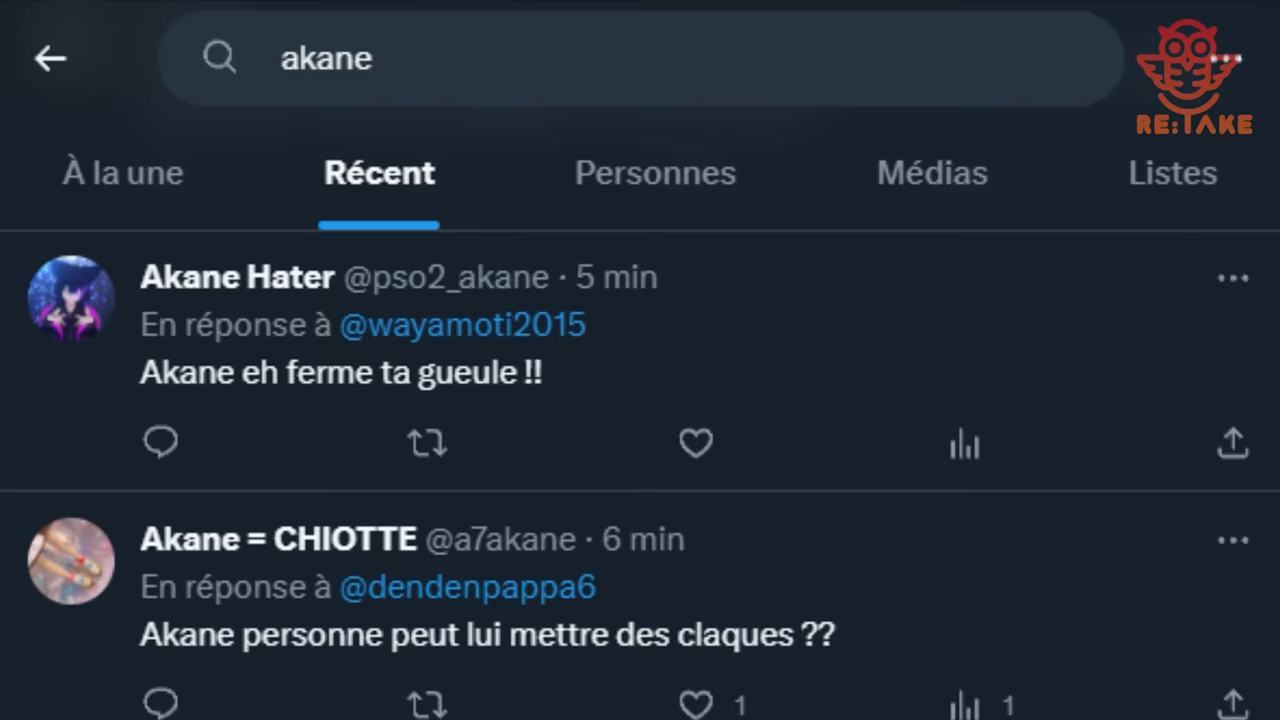 akane
RE:TAKE
À la une Récent Personnes Médias Listes
Akane Hater @pso2_akane · 5 min
En réponse à @wayamoti2015
Akane eh ferme ta gueule !!
Akane = CHIOTTE @a7akane · 6 min
En réponse à @dendenpappa6
Akane personne peut lui mettre des claques ??
1 1